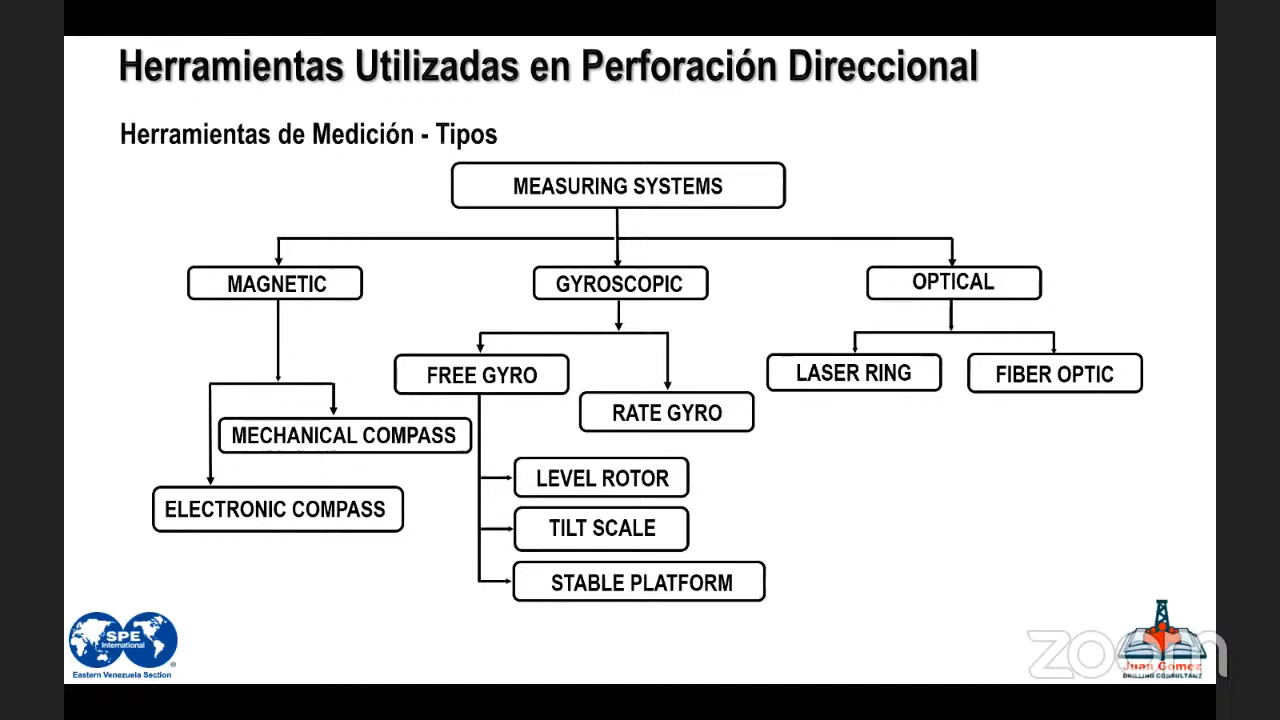 Herramientas Utilizadas en Perforación Direccional
Herramientas de Medición - Tipos
MEASURING SYSTEMS
MAGNETIC
GYROSCOPIC
OPTICAL
FREE GYRO
LASER RING
FIBER OPTIC
RATE GYRO
MECHANICAL COMPASS
LEVEL ROTOR
ELECTRONIC COMPASS
TILT SCALE
STABLE PLATFORM
SPE
International
Eastern Venezuela Section
zoom
Juan Gómez
DRILLING CONSULTANT